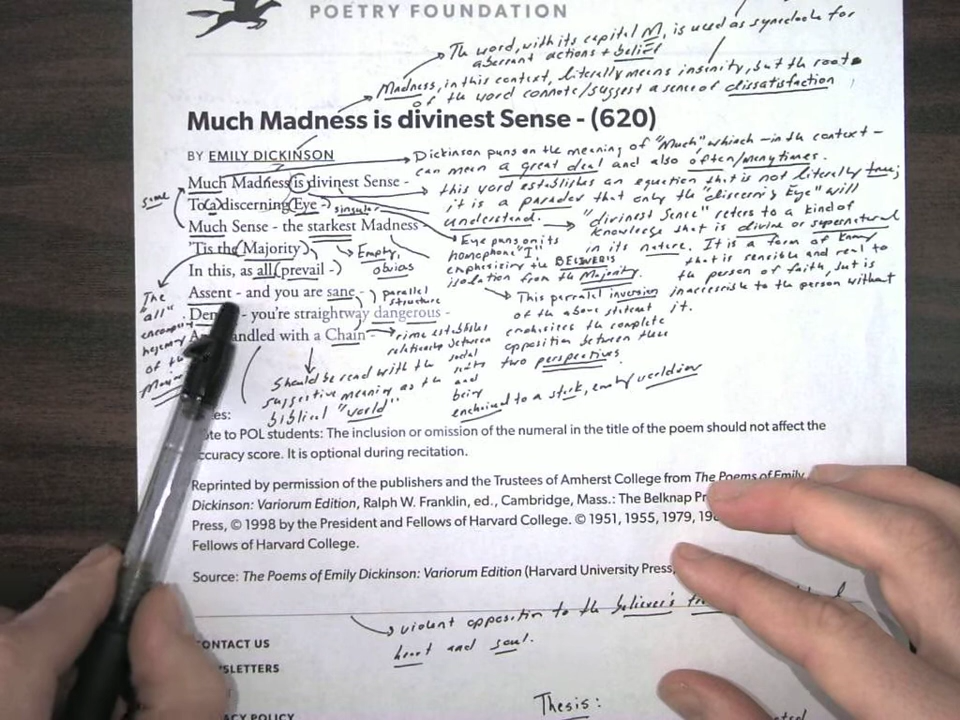 POETRY FOUNDATION
The word, with its capital M, is used as synecdoche for
aberrant actions + belief
Madness, in this context, literally means insanity, but the roots
of the word connote/suggest a sense of dissatisfaction
Much Madness is divinest Sense - (620)
BY EMILY DICKINSON
Dickinson puns on the meaning of "Much," which - in the context -
can mean a great deal and also often/many times.
Much Madness is divinest Sense -
this word establishes an equation that is not literally true;
some
To a discerning Eye -
singular
it is a paradox that only the "discerning Eye" will
understand.
Much Sense - the starkest Madness -
"divinest Sense" refers to a kind of
knowledge that is divine or supernatural
in its nature. It is a form of
that is sensible and real to
the person of faith, but is
inaccessible to the person without
it.
Eye puns on its
homophone "I"
emphasizing the BELIEVER'S
isolation from the Majority.
'Tis the Majority
Empty,
obvious
In this, as all, prevail -
The
"all"
of the
Assent - and you are sane -
parallel
structure
This parallel inversion
of the above statement
emphasizes the complete
opposition between these
two perspectives.
- you're straightway dangerous -
handled with a Chain -
rime establishes
relationship between
the social
and
being
enchained to a stark, empty worldview
Should be read with the
suggestive meaning as the
biblical "world"
to POL students: The inclusion or omission of the numeral in the title of the poem should not affect the
accuracy score. It is optional during recitation.
Reprinted by permission of the publishers and the Trustees of Amherst College from The Poems of Emily
Dickinson: Variorum Edition, Ralph W. Franklin, ed., Cambridge, Mass.: The Belknap
Press, © 1998 by the President and Fellows of Harvard College. © 1951, 1955, 1979,
Fellows of Harvard College.
Source: The Poems of Emily Dickinson: Variorum Edition (Harvard University Press,
violent opposition to the believer's
heart and soul.
CONTACT US
Thesis: